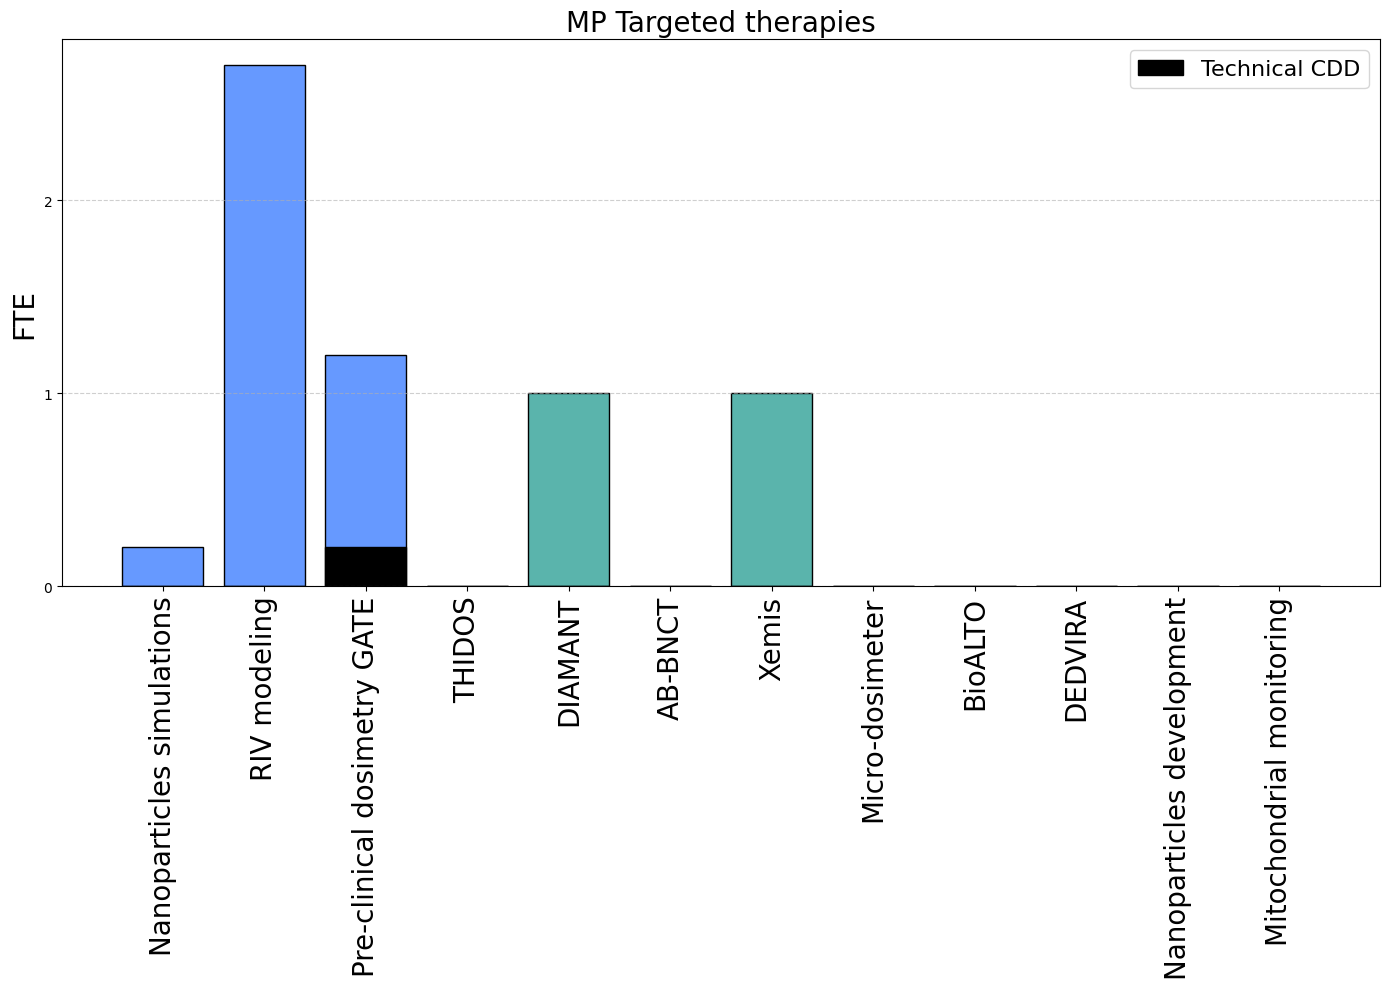 MP Targeted therapies
Technical CDD
FTE
2
1
0
Nanoparticles simulations
RIV modeling
Pre-clinical dosimetry GATE
THIDOS
DIAMANT
AB-BNCT
Xemis
Micro-dosimeter
BioALTO
DEDVIRA
Nanoparticles development
Mitochondrial monitoring